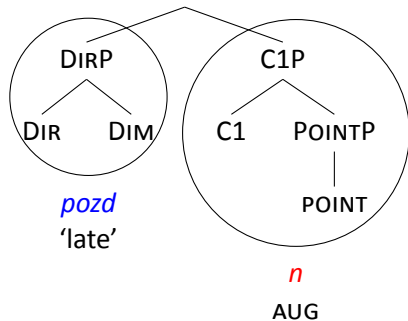 DIRP C1P
DIR DIM C1 POINTP
POINT
pozd
'late'
n
AUG